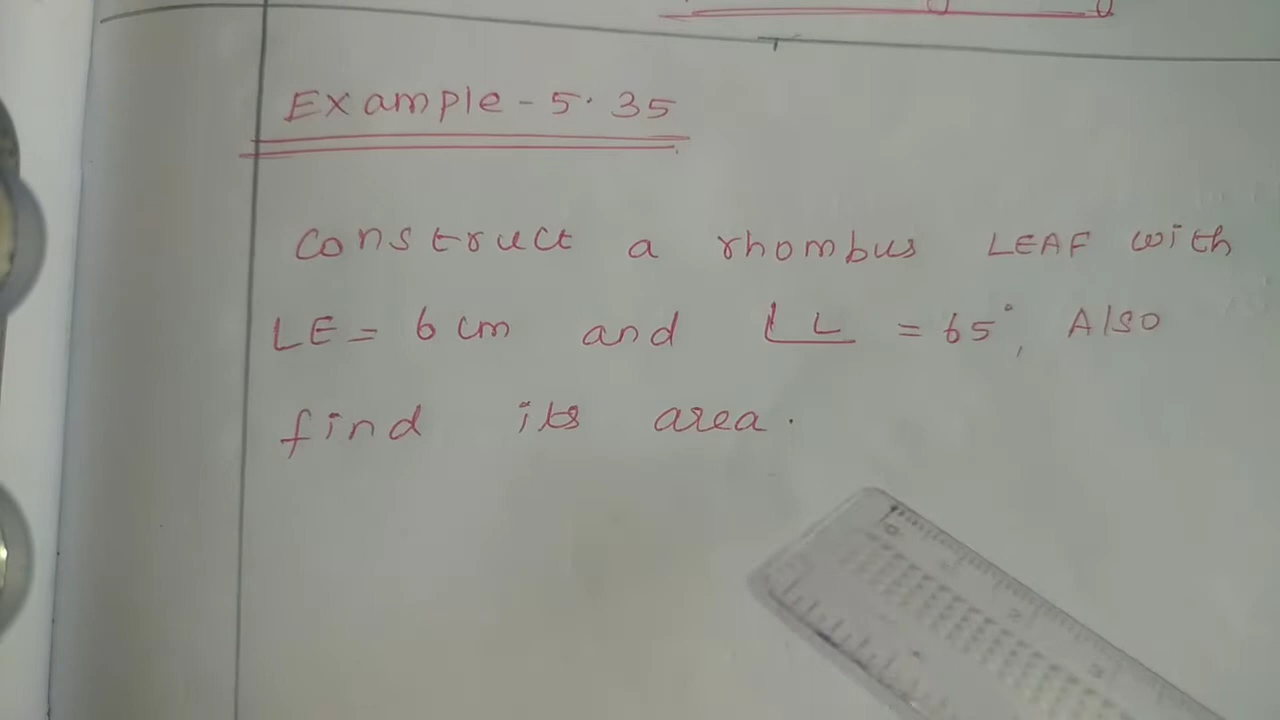 Example - 5.35
Construct a rhombus LEAF with
LE = 6 cm and ∠L = 65°, Also
find its area.